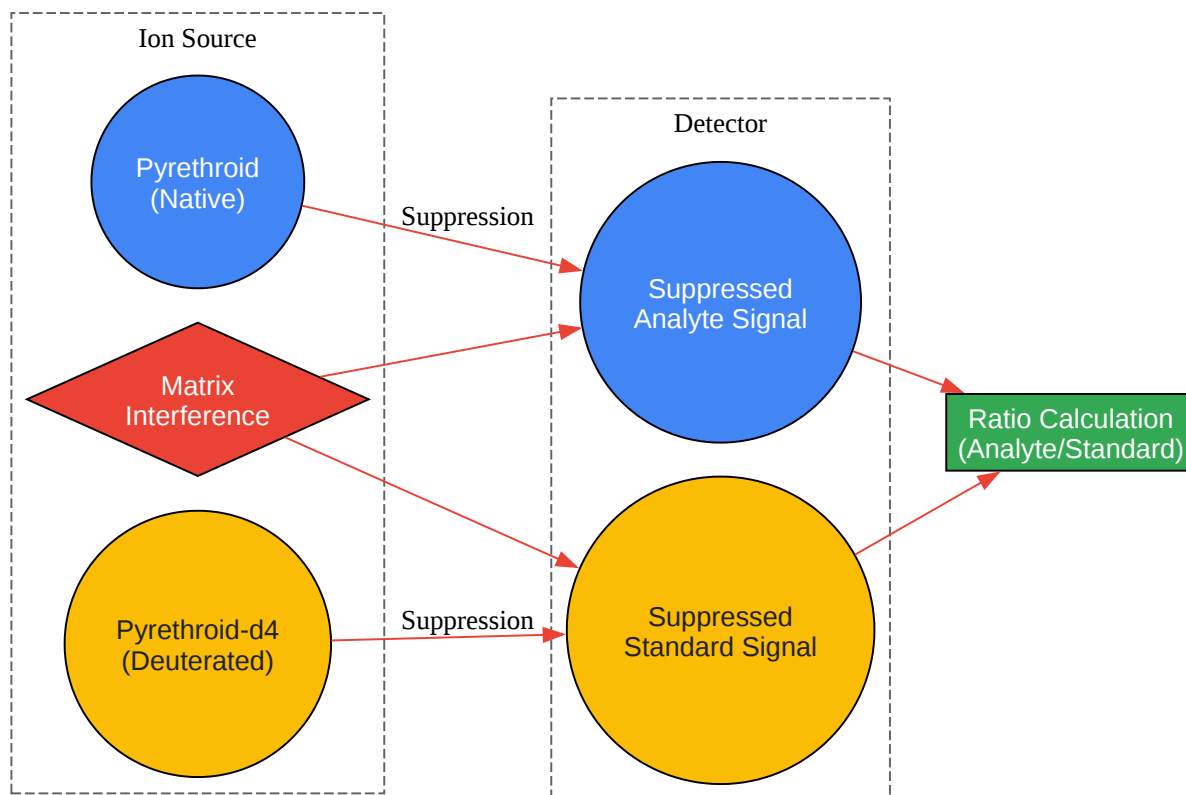 Ion Source
Pyrethroid
(Native)
Matrix
Interference
Pyrethroid-d4
(Deuterated)
Suppression
Suppression
Detector
Suppressed
Analyte Signal
Suppressed
Standard Signal
Ratio Calculation
(Analyte/Standard)